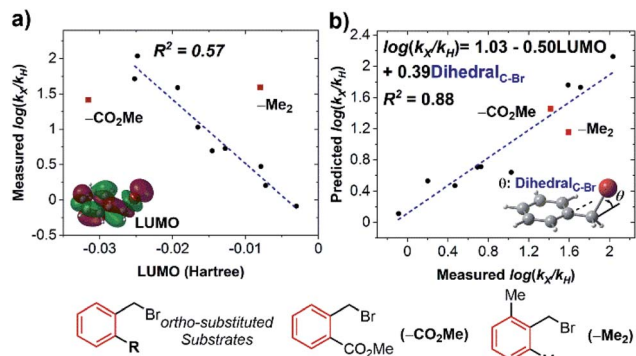 a)
R² = 0.57
Measured log(kX/kH)
2.5
2
1.5
1
0.5
0
-0.5
–CO₂Me
–Me₂
LUMO
-0.03
-0.02
-0.01
0
LUMO (Hartree)
b)
log(kX/kH)= 1.03 - 0.50LUMO
+ 0.39DihedralC-Br
R² = 0.88
Predicted log(kX/kH)
2.4
2
1.6
1.2
0.8
0.4
0
–CO₂Me
–Me₂
θ
θ: DihedralC-Br
0
0.4
0.8
1.2
1.6
2
Measured log(kX/kH)
Br
R
ortho-substituted
Substrates
Br
CO₂Me
(–CO₂Me)
Me
Br
(–Me₂)